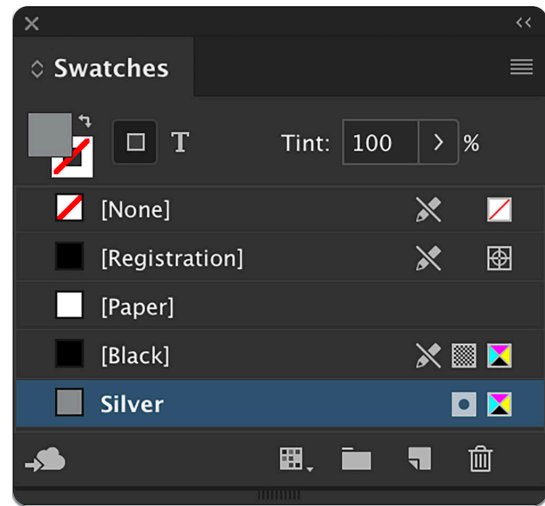 Swatches
T
Tint: 100 %
[None]
[Registration]
[Paper]
[Black]
Silver